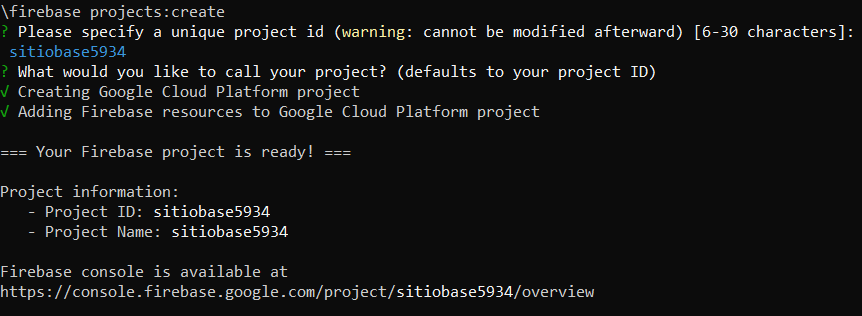 \firebase projects:create
? Please specify a unique project id (warning: cannot be modified afterward) [6-30 characters]:
sitiobase5934
? What would you like to call your project? (defaults to your project ID)
√ Creating Google Cloud Platform project
√ Adding Firebase resources to Google Cloud Platform project
=== Your Firebase project is ready! ===
Project information:
- Project ID: sitiobase5934
- Project Name: sitiobase5934
Firebase console is available at
https://console.firebase.google.com/project/sitiobase5934/overview